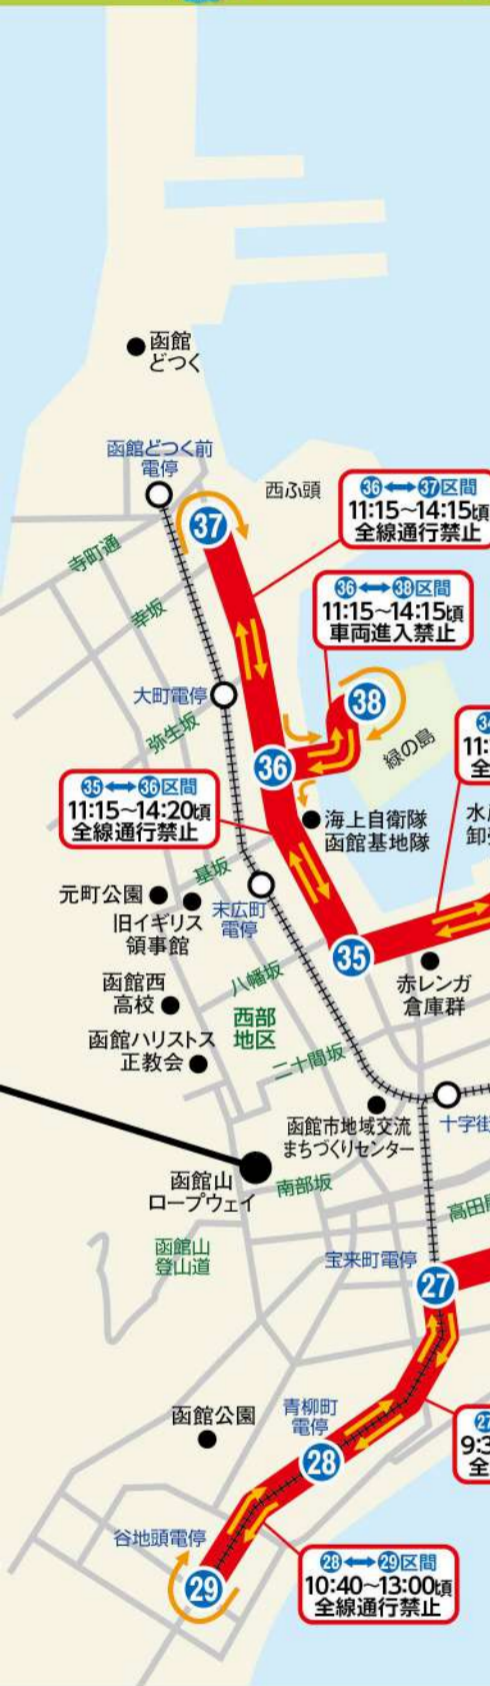 函館
どつく
函館どつく前
電停
西ふ頭
36↔37区間
11:15~14:15頃
全線通行禁止
37
寺町通
幸坂
36↔38区間
11:15~14:15頃
車両進入禁止
38
大町電停
弥生坂
緑の島
36
35↔36区間
11:15~14:20頃
全線通行禁止
海上自衛隊
函館基地隊
基坂
元町公園
末広町
電停
旧イギリス
領事館
35
八幡坂
赤レンガ
倉庫群
函館西
高校
西部
地区
函館ハリストス
正教会
二十間坂
函館市地域交流
まちづくりセンター
十字街
函館山
ロープウェイ
南部坂
函館山
登山道
宝来町電停
27
青柳町
電停
函館公園
28
谷地頭電停
29
28↔29区間
10:40~13:00頃
全線通行禁止